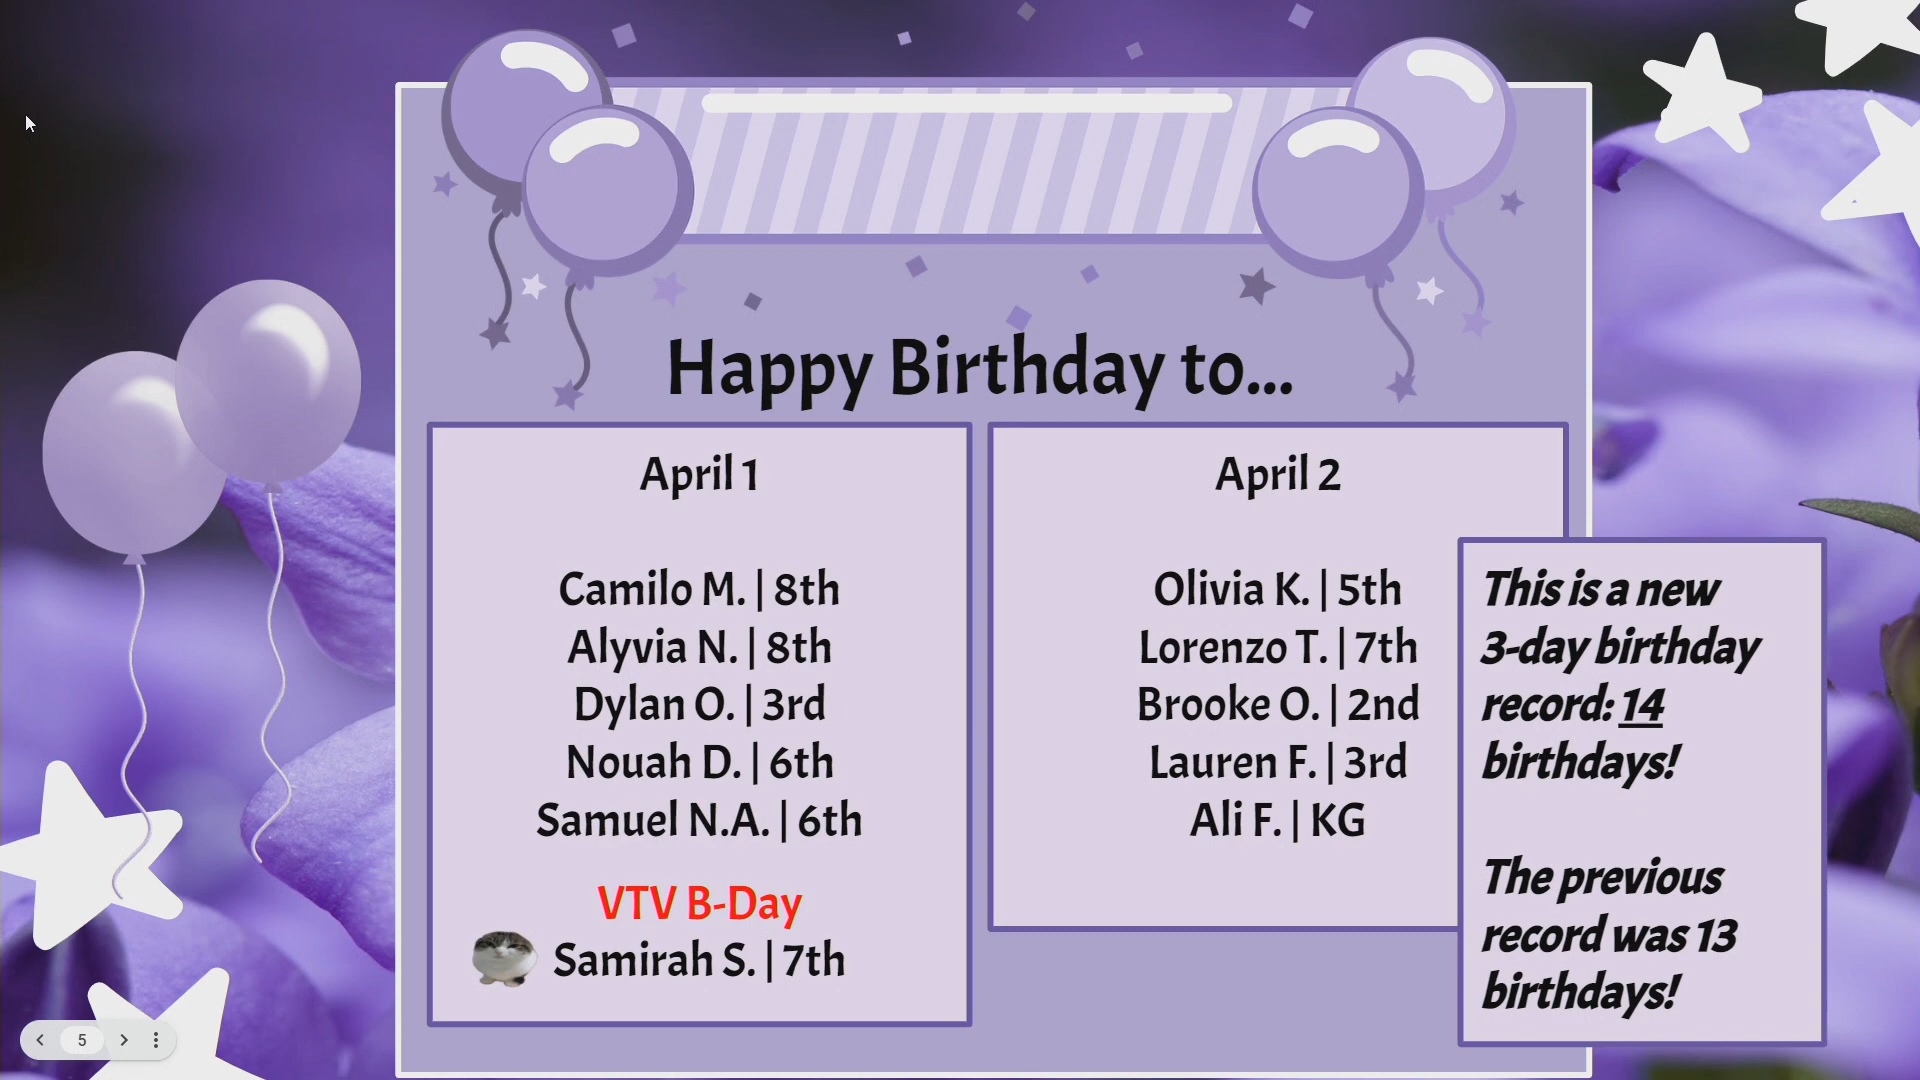 Happy Birthday to...
April 1
Camilo M. | 8th
Alyvia N. | 8th
Dylan O. | 3rd
Nouah D. | 6th
Samuel N.A. | 6th
VTV B-Day
Samirah S. | 7th
April 2
Olivia K. | 5th
Lorenzo T. | 7th
Brooke O. | 2nd
Lauren F. | 3rd
Ali F. | KG
This is a new
3-day birthday
record: 14
birthdays!
The previous
record was 13
birthdays!
5